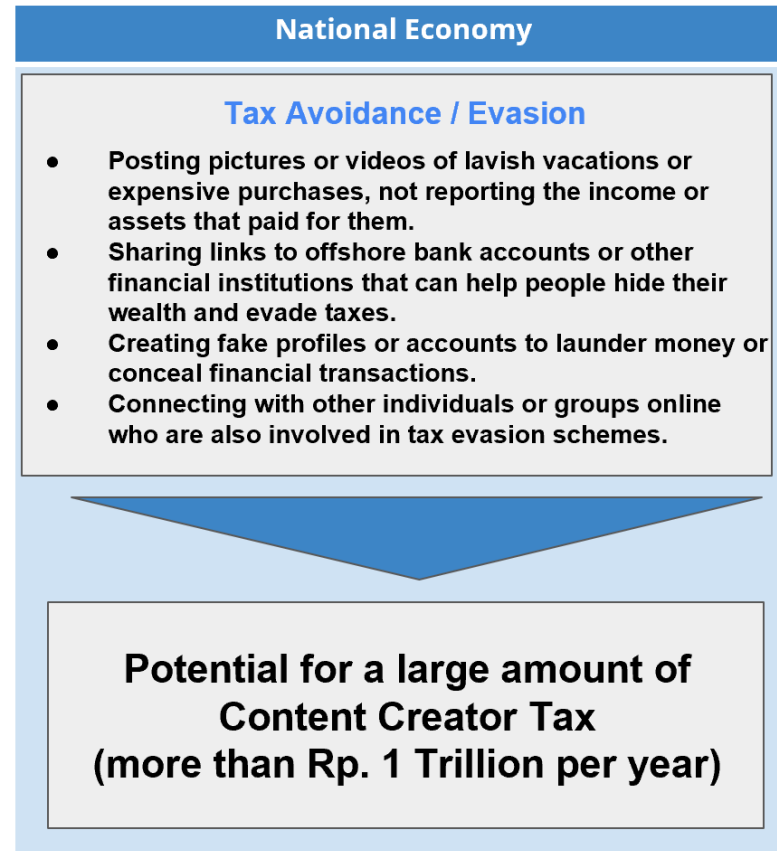 National Economy
Tax Avoidance / Evasion
● Posting pictures or videos of lavish vacations or
expensive purchases, not reporting the income or
assets that paid for them.
● Sharing links to offshore bank accounts or other
financial institutions that can help people hide their
wealth and evade taxes.
● Creating fake profiles or accounts to launder money or
conceal financial transactions.
● Connecting with other individuals or groups online
who are also involved in tax evasion schemes.
Potential for a large amount of
Content Creator Tax
(more than Rp. 1 Trillion per year)